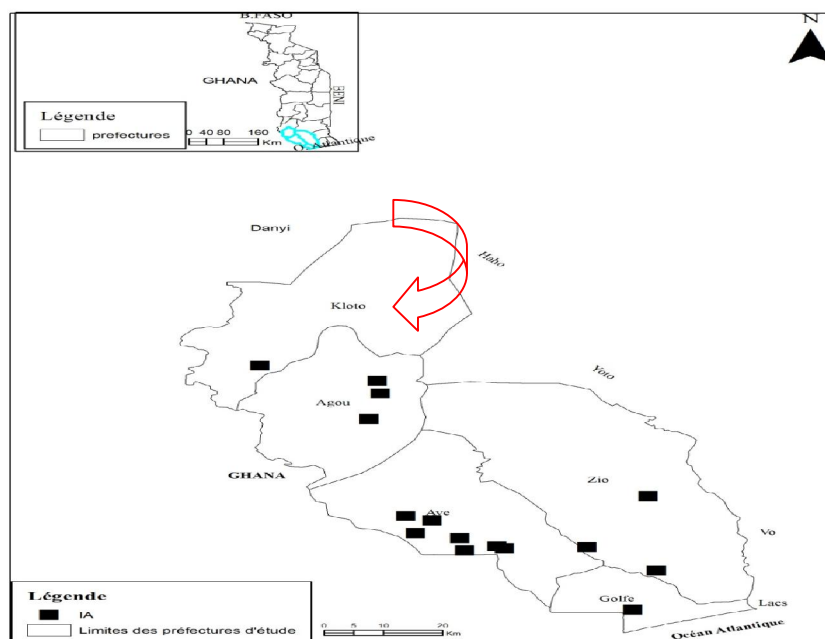 B.FASO
N
GHANA
BENI
Légende
prefectures
0 40 80 160
Km
O. Atlantique
Danyi
Haho
Kloto
Yoto
Agou
GHANA
Zio
Ave
Vo
Golfe
Lacs
Océan Atlantique
Légende
IA
Limites des préfectures d'étude
0 5 10 20
Km